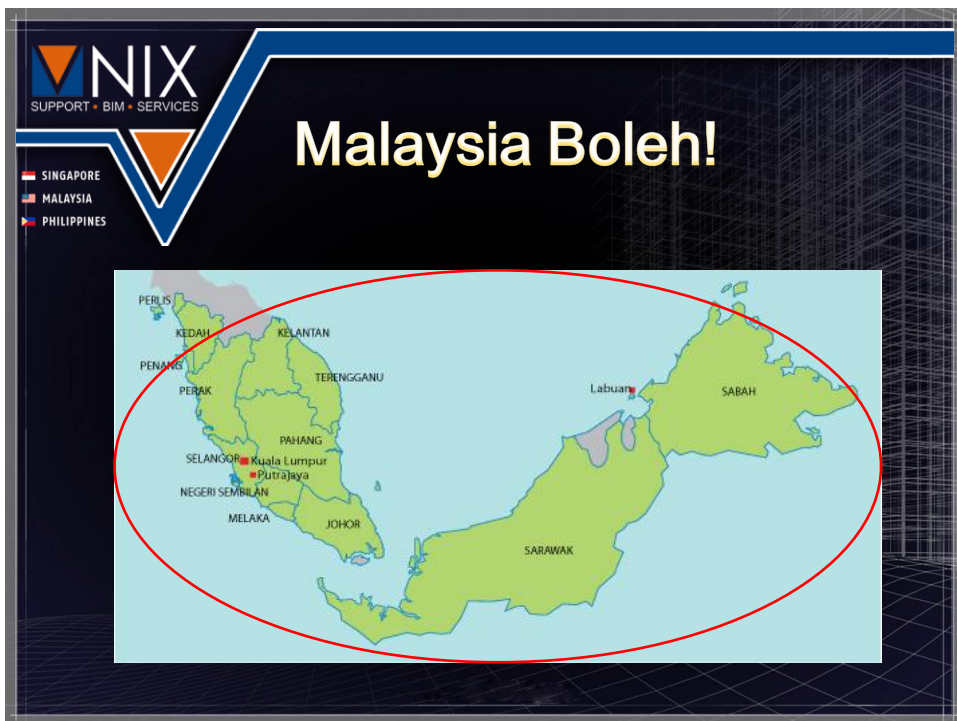 NIX
SUPPORT • BIM • SERVICES
Malaysia Boleh!
SINGAPORE
MALAYSIA
PHILIPPINES
PERLIS
KEDAH
KELANTAN
PENANG
TERENGGANU
PERAK
Labuan
SABAH
PAHANG
SELANGOR
Kuala Lumpur
Putrajaya
NEGERI SEMBILAN
MELAKA
JOHOR
SARAWAK